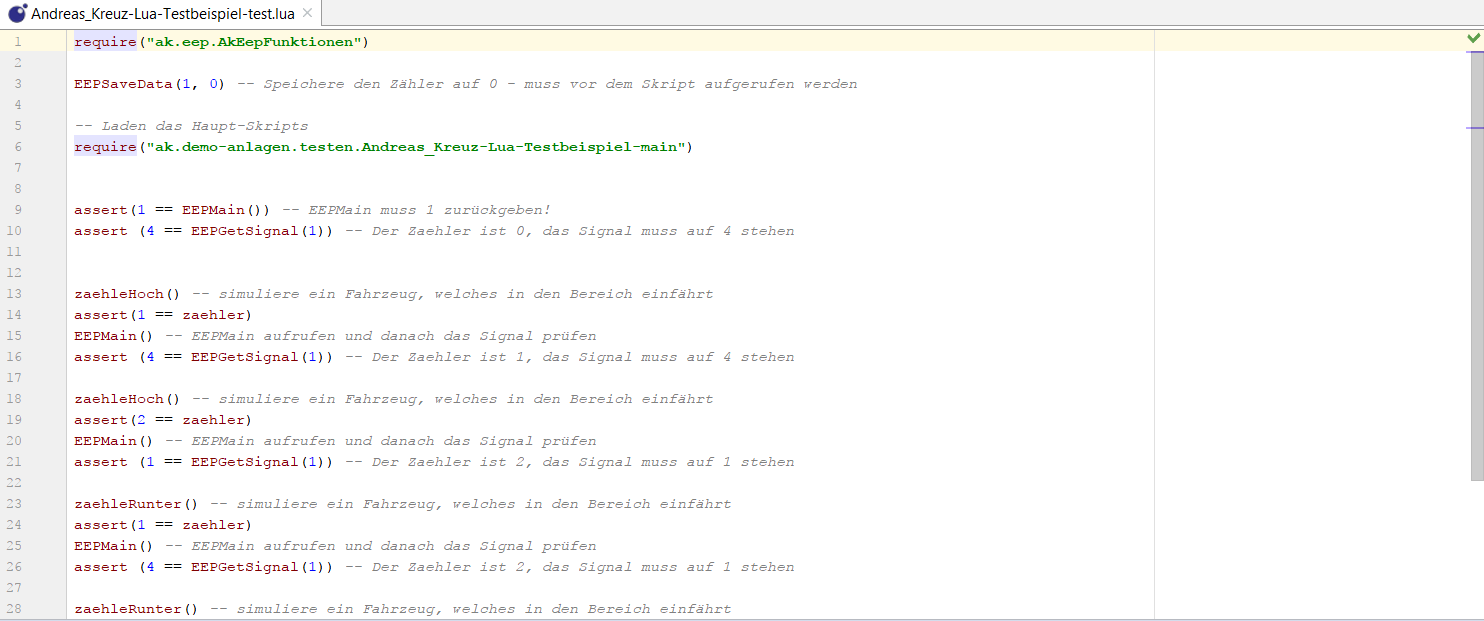 Andreas_Kreuz-Lua-Testbeispiel-test.lua
1 require("ak.eep.AkEepFunktionen")
2
3 EEPSaveData(1, 0) -- Speichere den Zähler auf 0 - muss vor dem Skript aufgerufen werden
4
5 -- Laden das Haupt-Skripts
6 require("ak.demo-anlagen.testen.Andreas_Kreuz-Lua-Testbeispiel-main")
7
8
9 assert(1 == EEPMain()) -- EEPMain muss 1 zurückgeben!
10 assert (4 == EEPGetSignal(1)) -- Der Zaehler ist 0, das Signal muss auf 4 stehen
11
12
13 zaehleHoch() -- simuliere ein Fahrzeug, welches in den Bereich einfährt
14 assert(1 == zaehler)
15 EEPMain() -- EEPMain aufrufen und danach das Signal prüfen
16 assert (4 == EEPGetSignal(1)) -- Der Zaehler ist 1, das Signal muss auf 4 stehen
17
18 zaehleHoch() -- simuliere ein Fahrzeug, welches in den Bereich einfährt
19 assert(2 == zaehler)
20 EEPMain() -- EEPMain aufrufen und danach das Signal prüfen
21 assert (1 == EEPGetSignal(1)) -- Der Zaehler ist 2, das Signal muss auf 1 stehen
22
23 zaehleRunter() -- simuliere ein Fahrzeug, welches in den Bereich einfährt
24 assert(1 == zaehler)
25 EEPMain() -- EEPMain aufrufen und danach das Signal prüfen
26 assert (4 == EEPGetSignal(1)) -- Der Zaehler ist 2, das Signal muss auf 1 stehen
27
28 zaehleRunter() -- simuliere ein Fahrzeug, welches in den Bereich einfährt